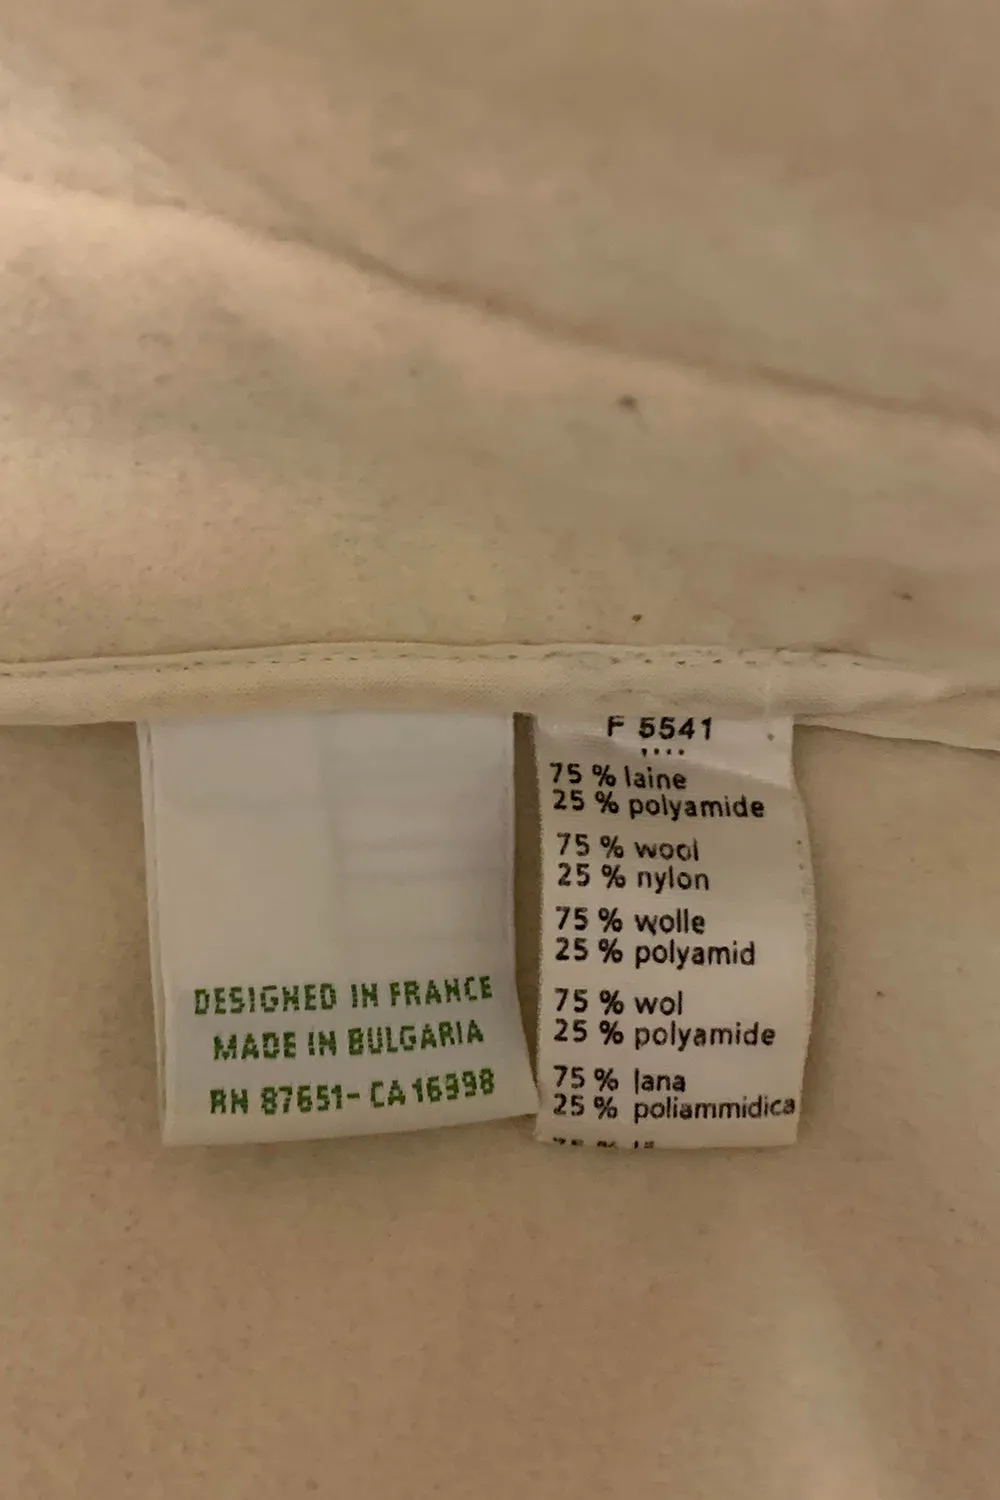 DESIGNED IN FRANCE
MADE IN BULGARIA
RN 87651- CA 16998
F 5541
75 % laine
25 % polyamide
75 % wool
25 % nylon
75 % wolle
25 % polyamid
75 % wol
25 % polyamide
75 % lana
25 % poliammidica